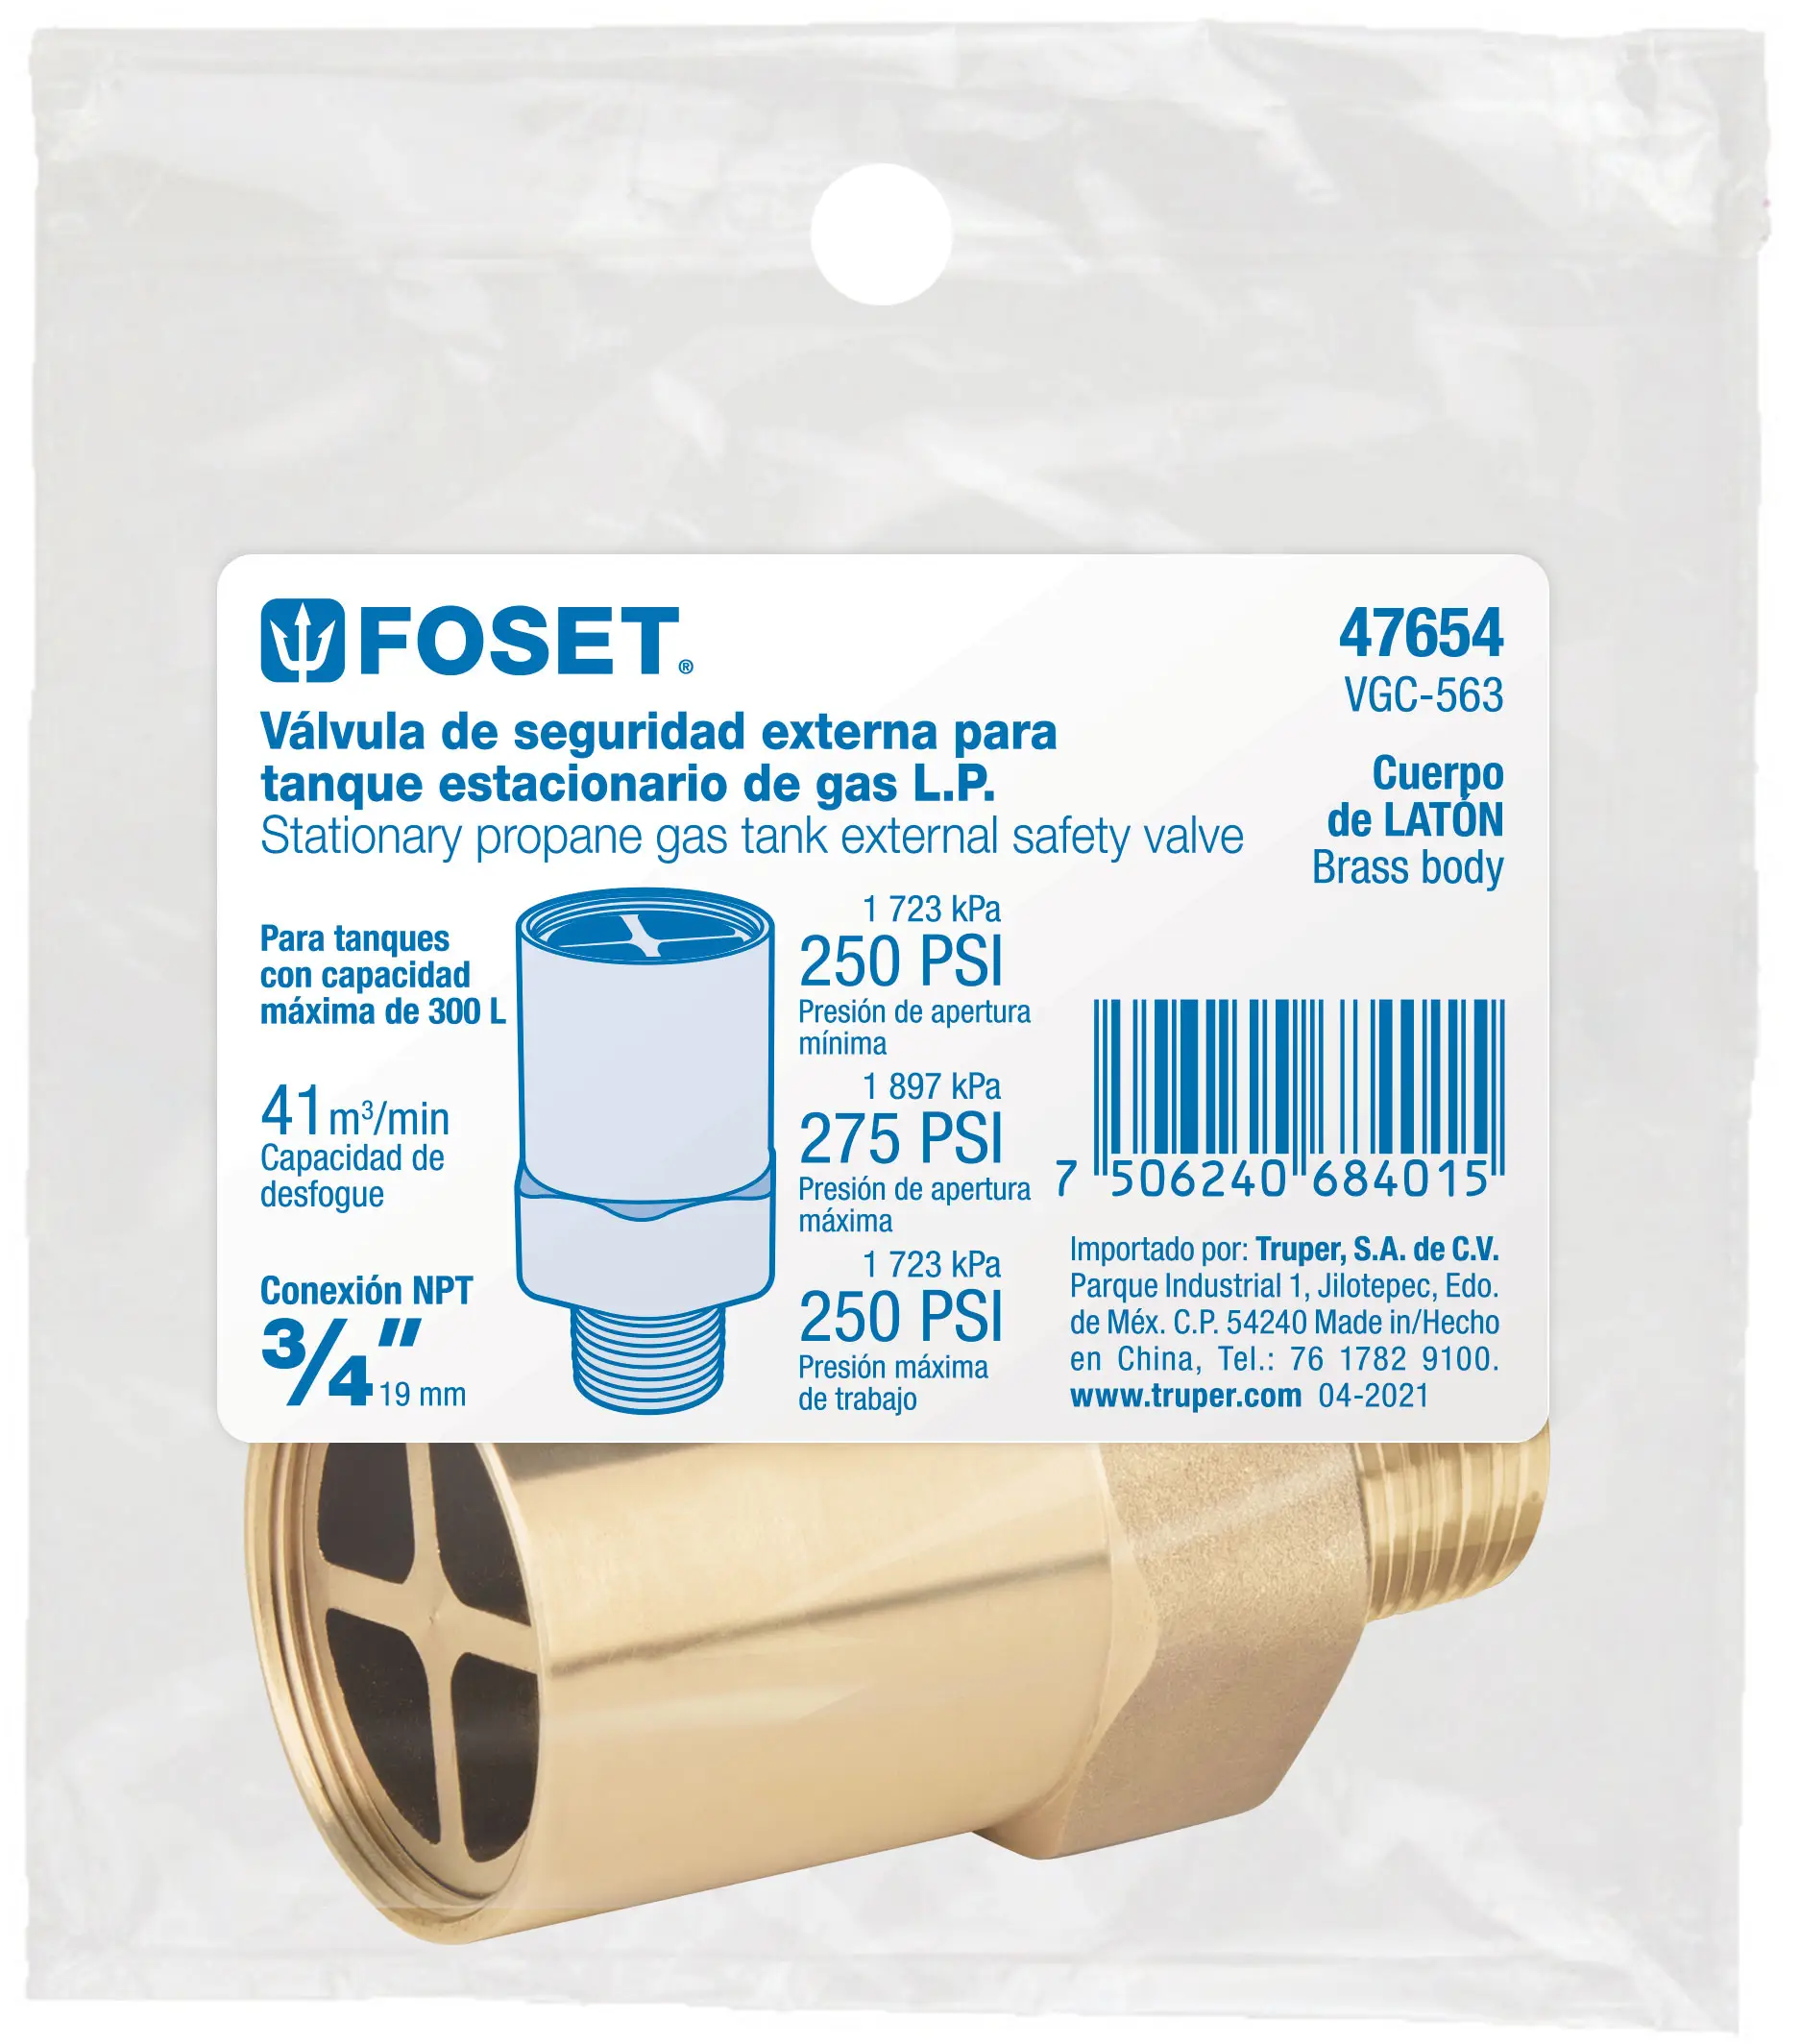 FOSET®
47654
VGC-563
Válvula de seguridad externa para
tanque estacionario de gas L.P.
Stationary propane gas tank external safety valve
Cuerpo
de LATÓN
Brass body
Para tanques
con capacidad
máxima de 300 L
41 m³/min
Capacidad de
desfogue
Conexión NPT
3/4" 19 mm
1 723 kPa
250 PSI
Presión de apertura
mínima
1 897 kPa
275 PSI
Presión de apertura
máxima
1 723 kPa
250 PSI
Presión máxima
de trabajo
7 506240 684015
Importado por: Truper, S.A. de C.V.
Parque Industrial 1, Jilotepec, Edo.
de Méx. C.P. 54240 Made in/Hecho
en China, Tel.: 76 1782 9100.
www.truper.com 04-2021